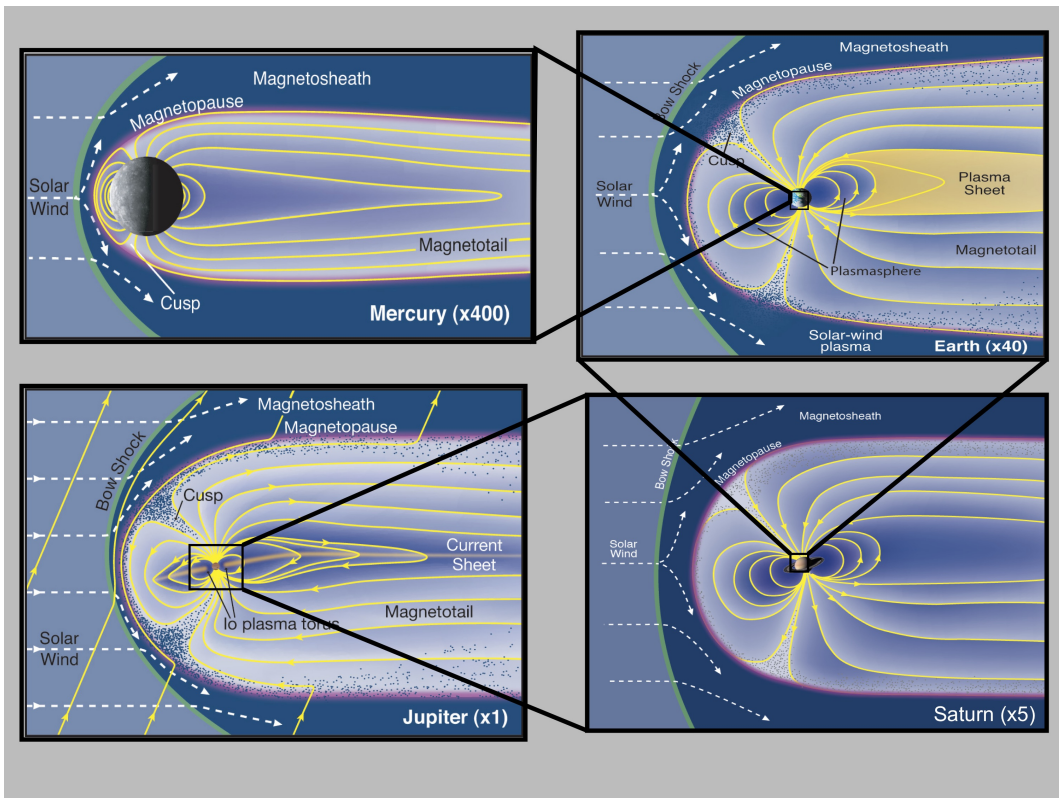 Magnetosheath
Magnetopause
Solar
Wind
Magnetotail
Cusp
Mercury (x400)
Magnetosheath
Magnetopause
Bow Shock
Cusp
Solar
Wind
Plasma
Sheet
Magnetotail
Plasmasphere
Solar-wind
plasma
Earth (x40)
Magnetosheath
Magnetopause
Bow Shock
Cusp
Current
Sheet
Io plasma torus
Magnetotail
Solar
Wind
Jupiter (x1)
Magnetosheath
Magnetopause
Bow Shock
Solar
Wind
Saturn (x5)